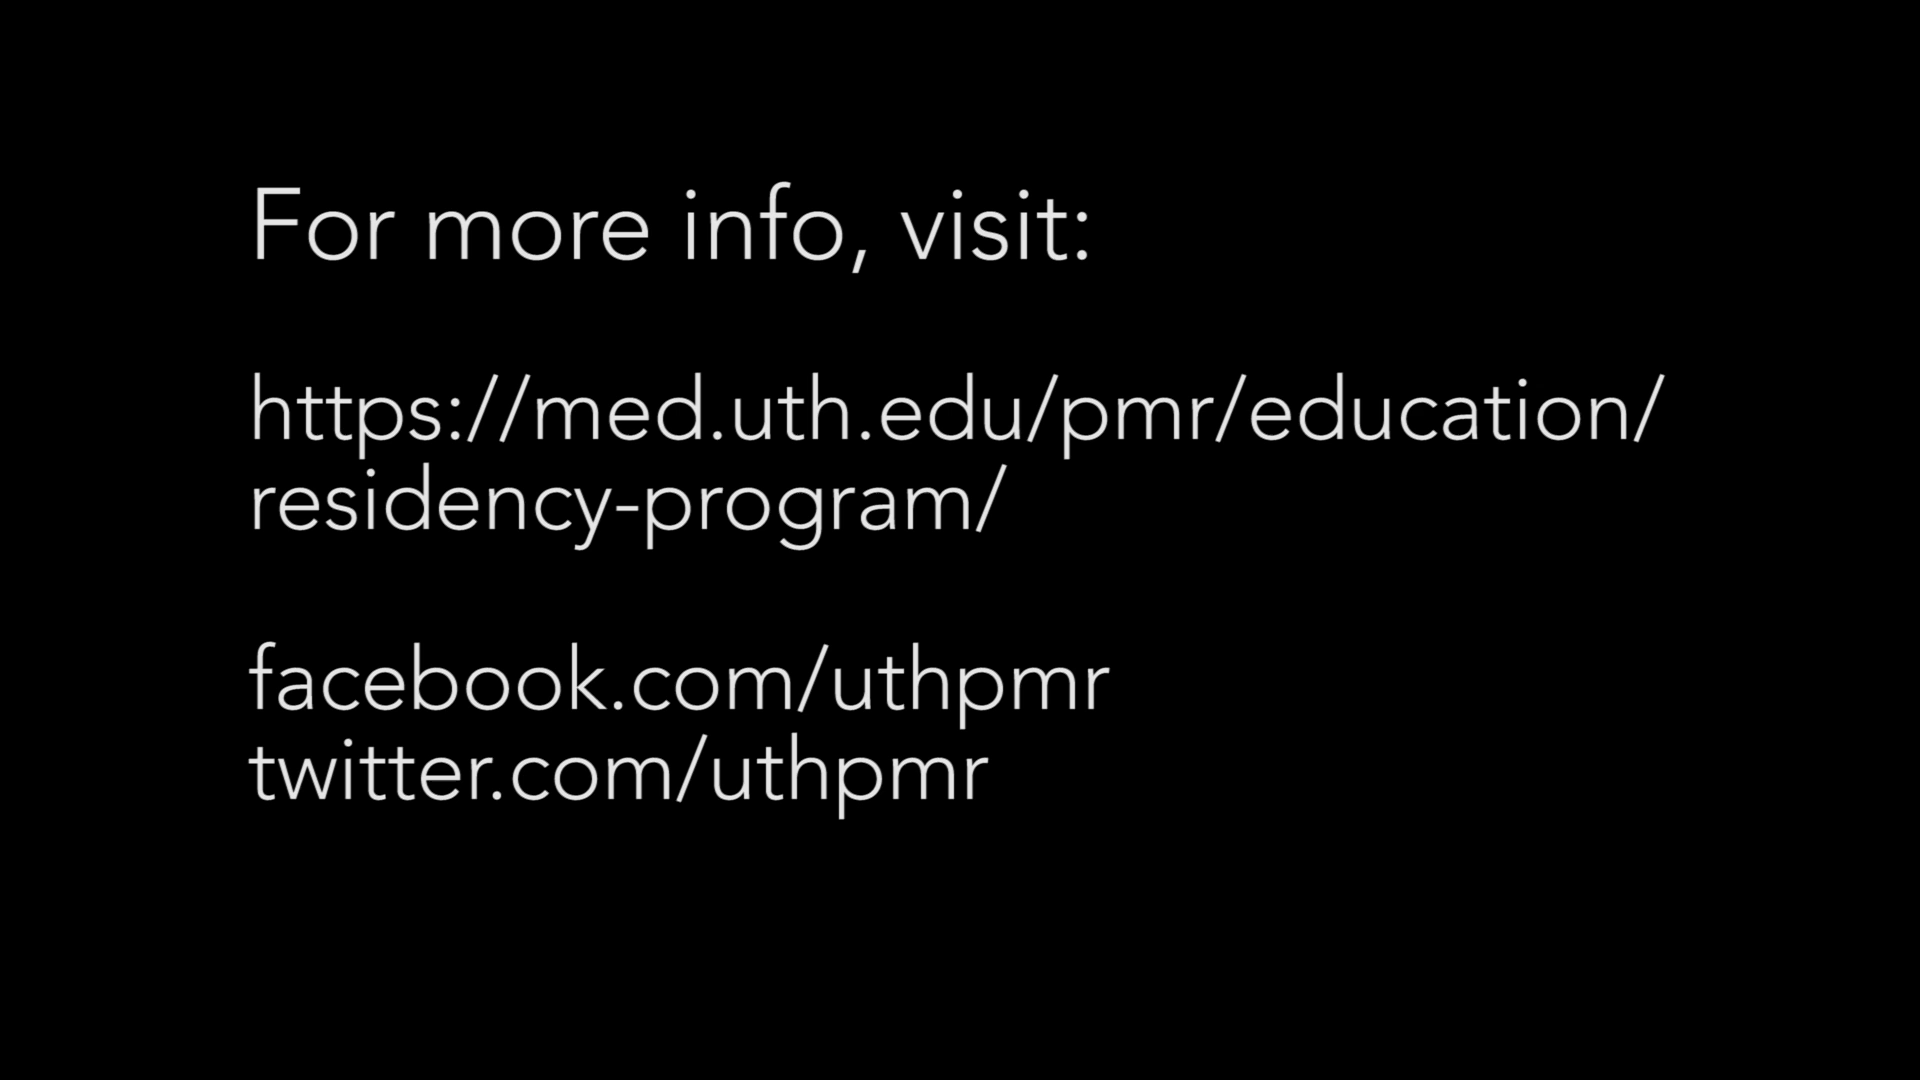 For more info, visit:
https://med.uth.edu/pmr/education/
residency-program/
facebook.com/uthpmr
twitter.com/uthpmr